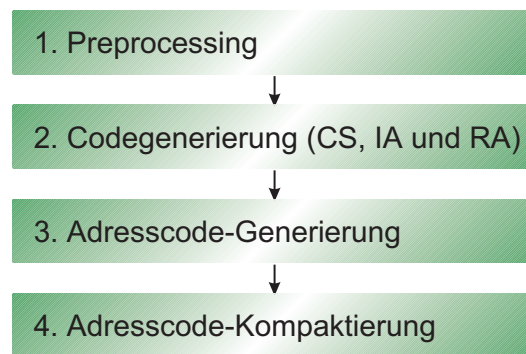 1. Preprocessing
2. Codegenerierung (CS, IA und RA)
3. Adresscode-Generierung
4. Adresscode-Kompaktierung